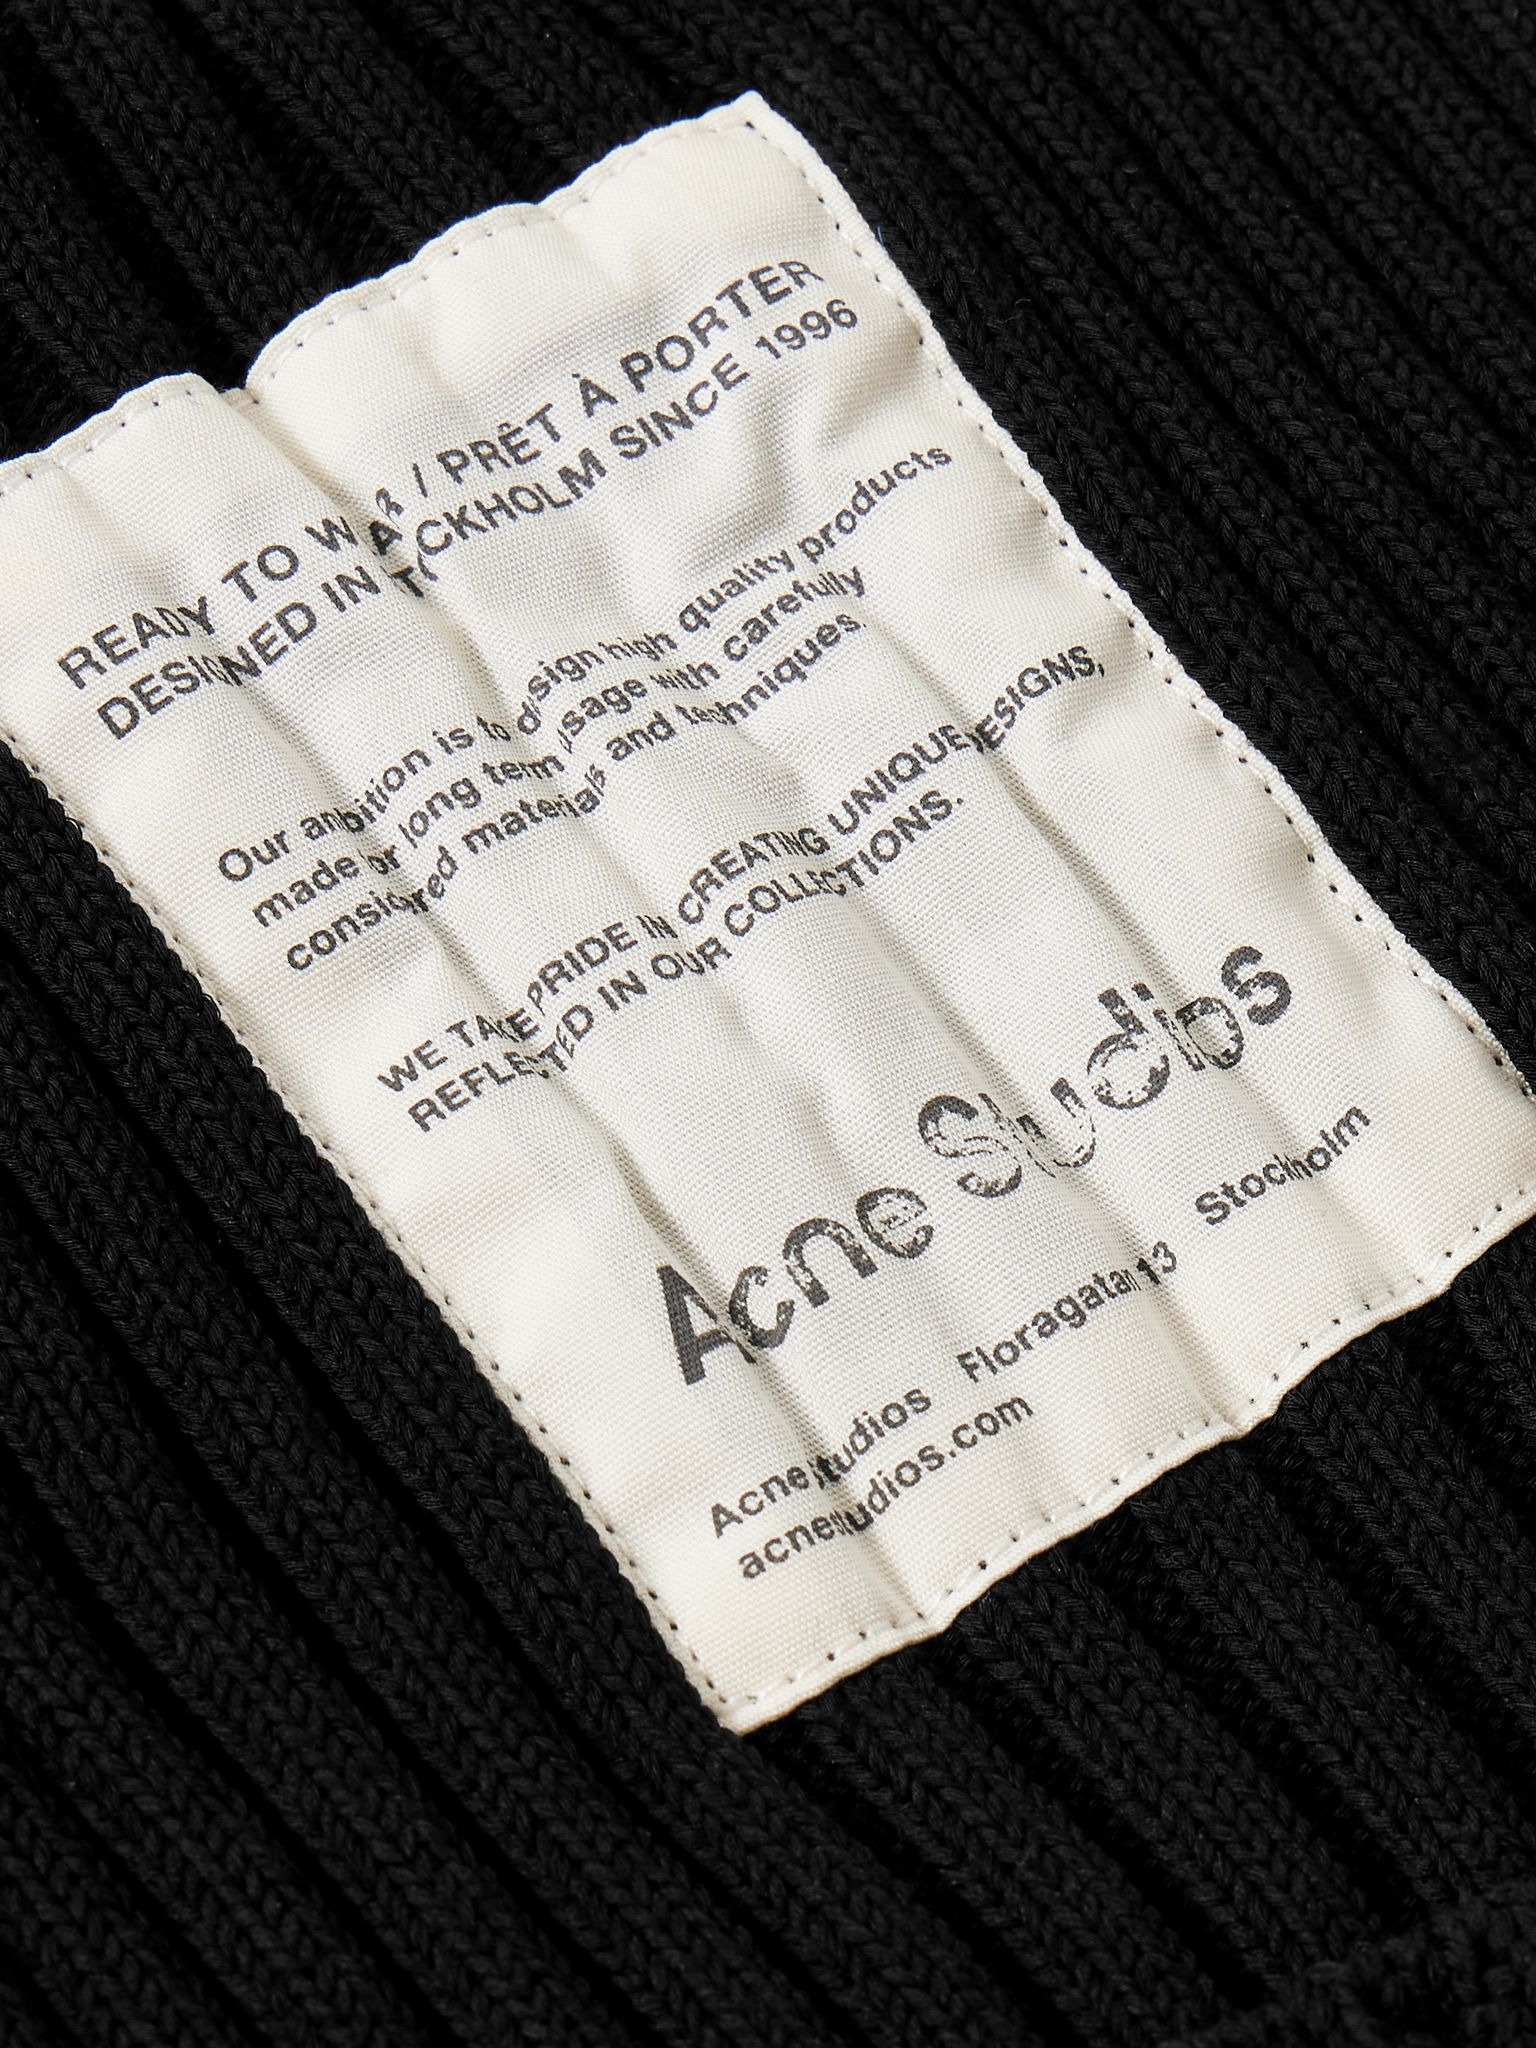 READY TO WEAR / PRÊT À PORTER
DESIGNED IN STOCKHOLM SINCE 1996
Our ambition is to design high quality products
made for long term usage with carefully
considered materials and techniques.
WE TAKE PRIDE IN CREATING UNIQUE DESIGNS,
REFLECTED IN OUR COLLECTIONS.
Acne Studios
Acne Studios Floragatan 13 Stockholm
acnestudios.com